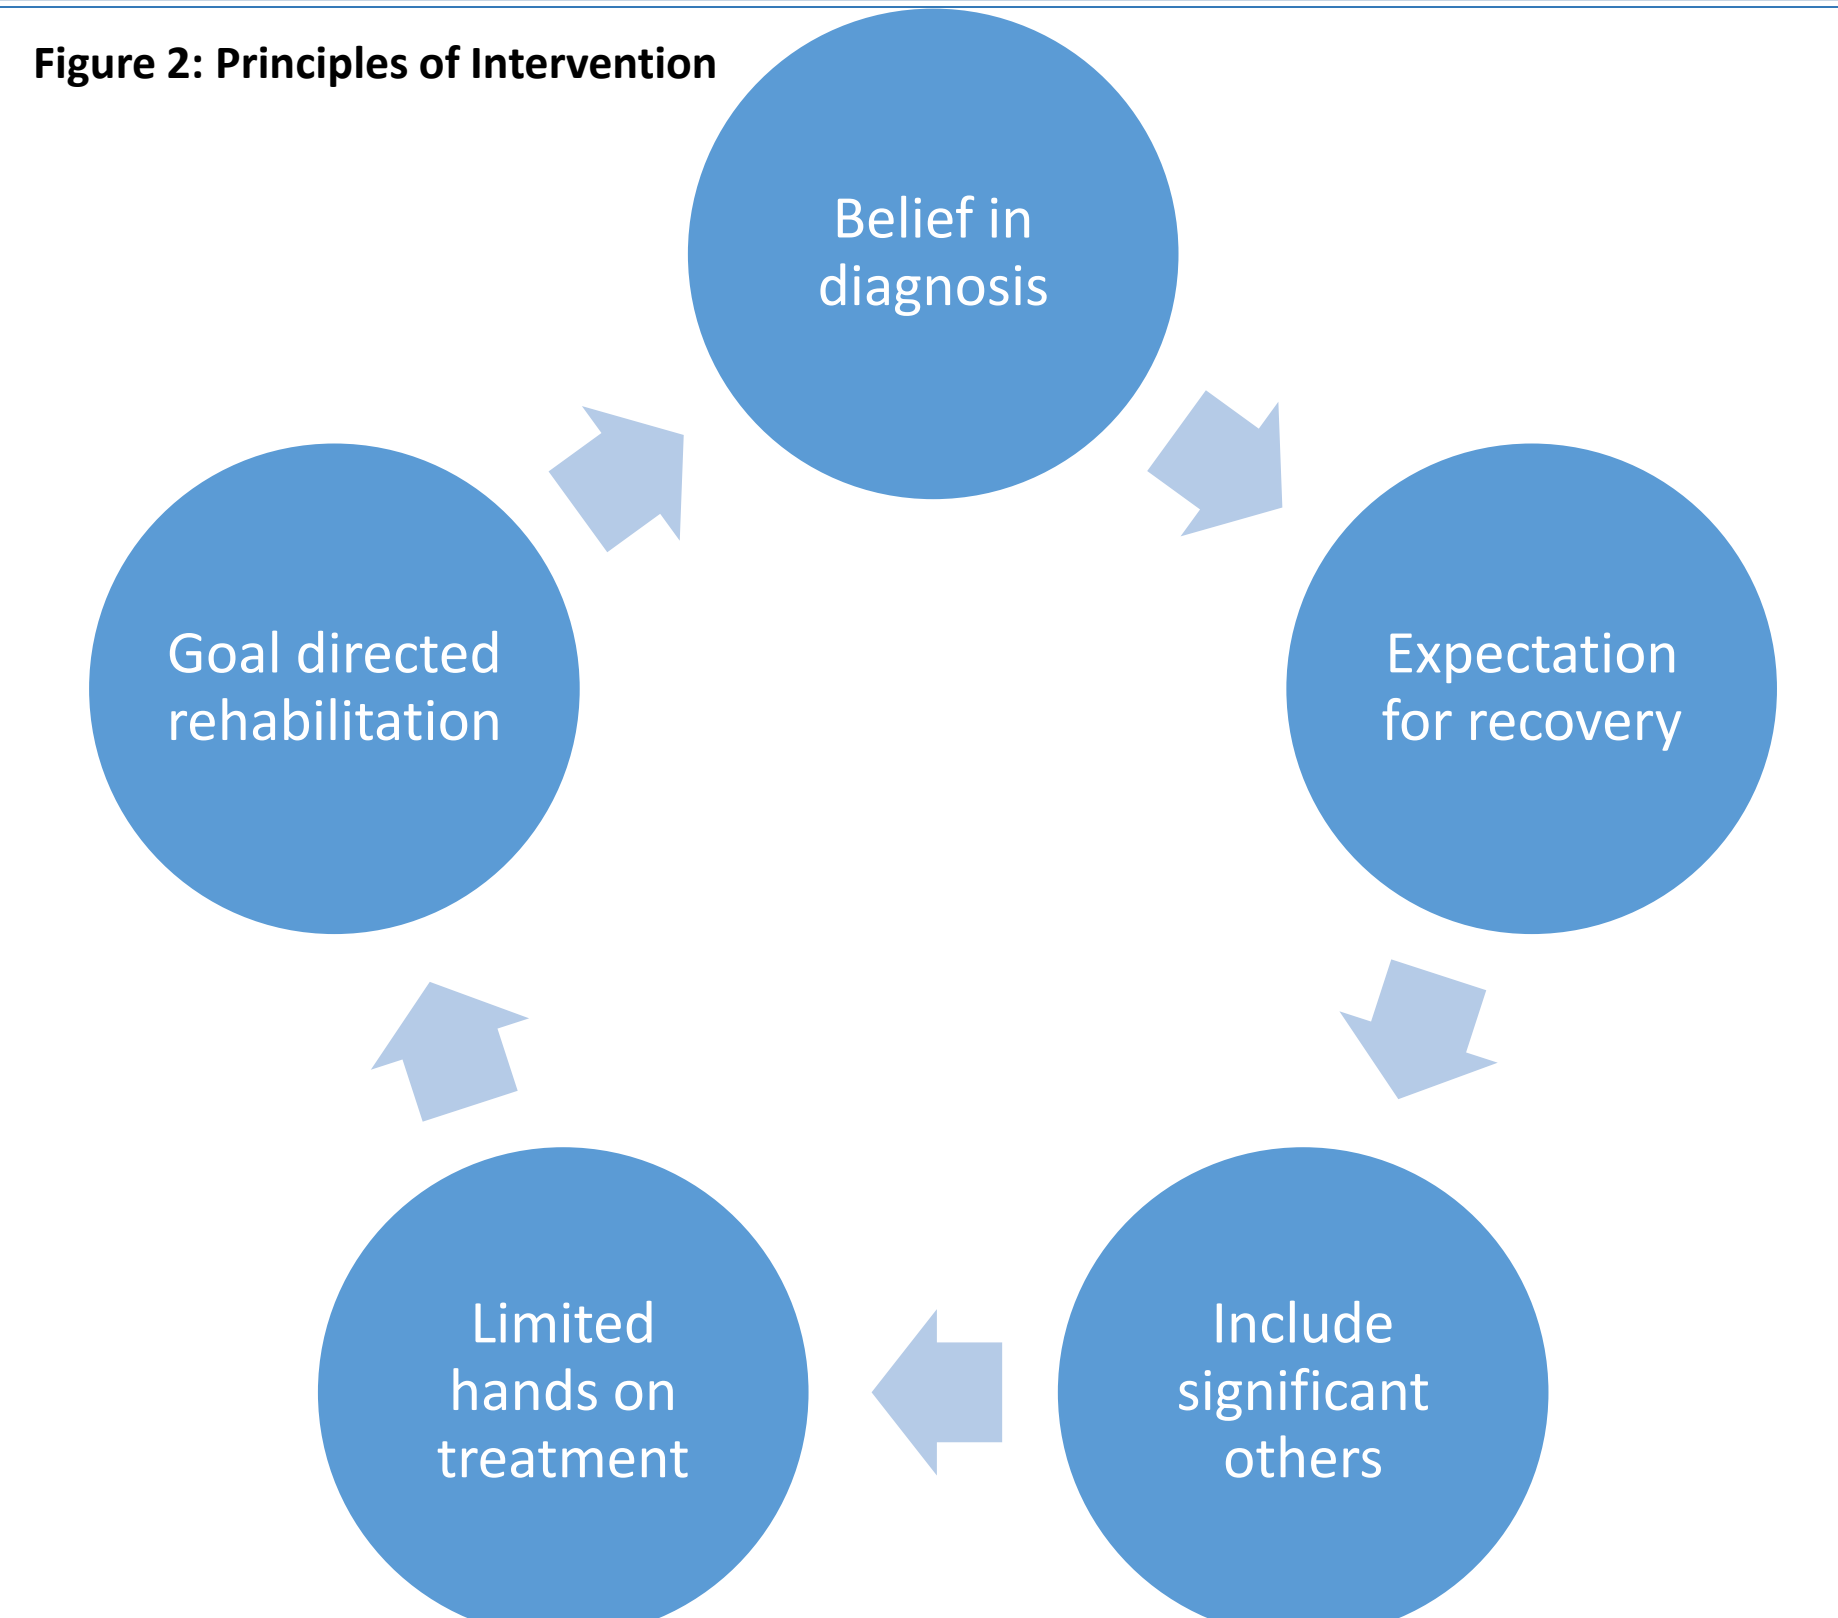 Figure 2: Principles of Intervention
Belief in
diagnosis
Expectation
for recovery
Include
significant
others
Limited
hands on
treatment
Goal directed
rehabilitation